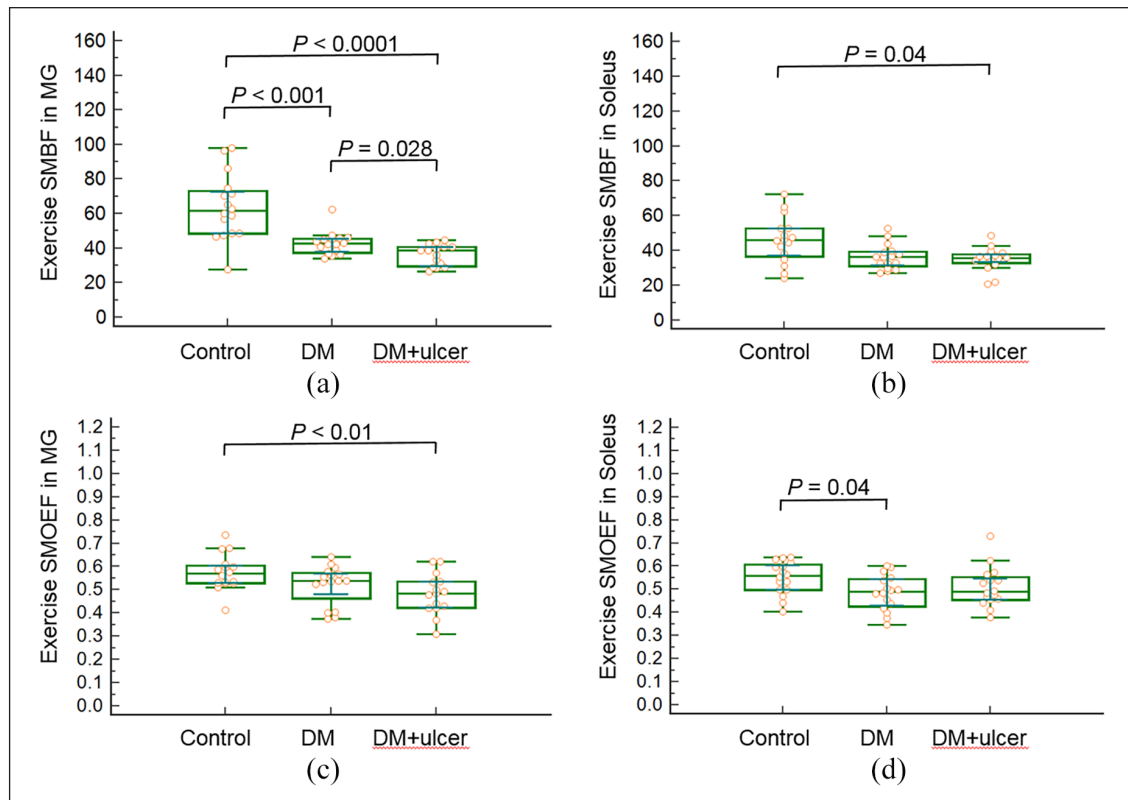 Exercise SMBF in MG
160
140
120
100
80
60
40
20
0
P < 0.0001
P < 0.001
P = 0.028
Control DM DM+ulcer
(a)
Exercise SMBF in Soleus
160
140
120
100
80
60
40
20
0
P = 0.04
Control DM DM+ulcer
(b)
Exercise SMOEF in MG
1.2
1.1
1.0
0.9
0.8
0.7
0.6
0.5
0.4
0.3
0.2
0.1
0.0
P < 0.01
Control DM DM+ulcer
(c)
Exercise SMOEF in Soleus
1.2
1.1
1.0
0.9
0.8
0.7
0.6
0.5
0.4
0.3
0.2
0.1
0.0
P = 0.04
Control DM DM+ulcer
(d)